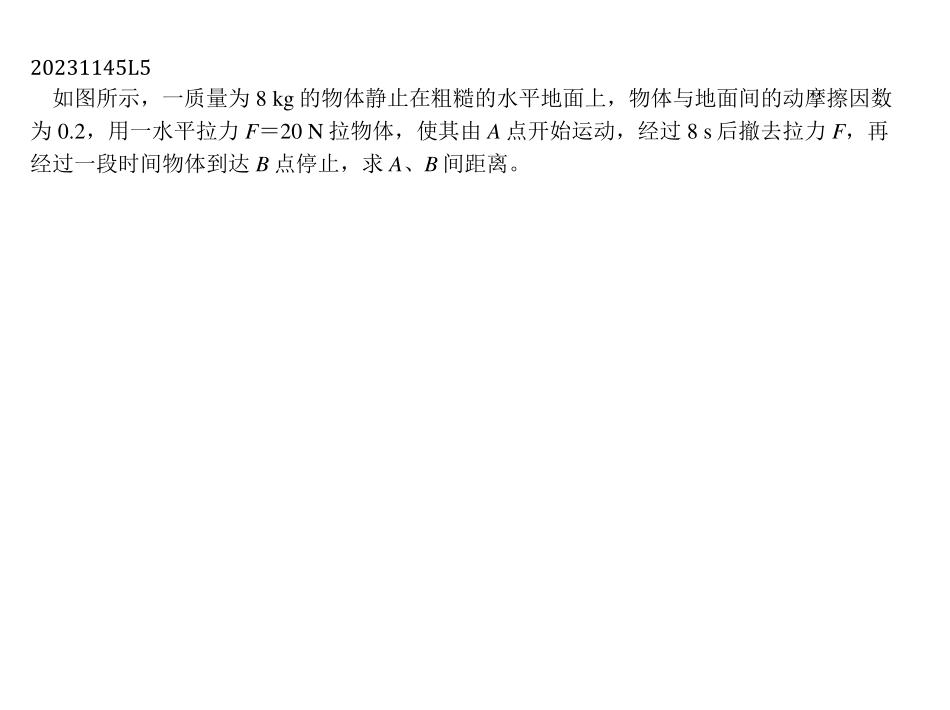 20231145L5
如图所示，一质量为 8 kg 的物体静止在粗糙的水平地面上，物体与地面间的动摩擦因数
为 0.2，用一水平拉力 F＝20 N 拉物体，使其由 A 点开始运动，经过 8 s 后撤去拉力 F，再
经过一段时间物体到达 B 点停止，求 A、B 间距离。